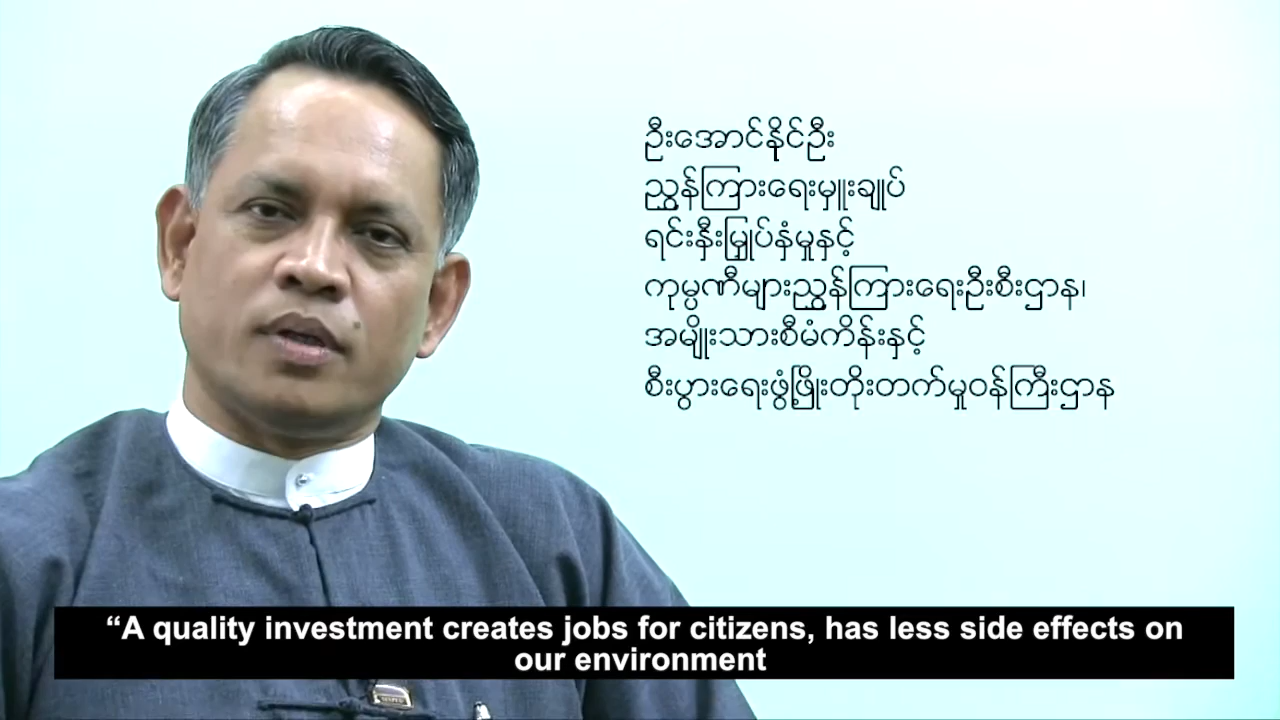 ဦးအောင်နိုင်ဦး
ညွှန်ကြားရေးမှူးချုပ်
ရင်းနှီးမြှုပ်နှံမှုနှင့်
ကုမ္ပဏီများညွှန်ကြားရေးဦးစီးဌာန၊
အမျိုးသားစီမံကိန်းနှင့်
စီးပွားရေးဖွံ့ဖြိုးတိုးတက်မှုဝန်ကြီးဌာန
“A quality investment creates jobs for citizens, has less side effects on
our environment